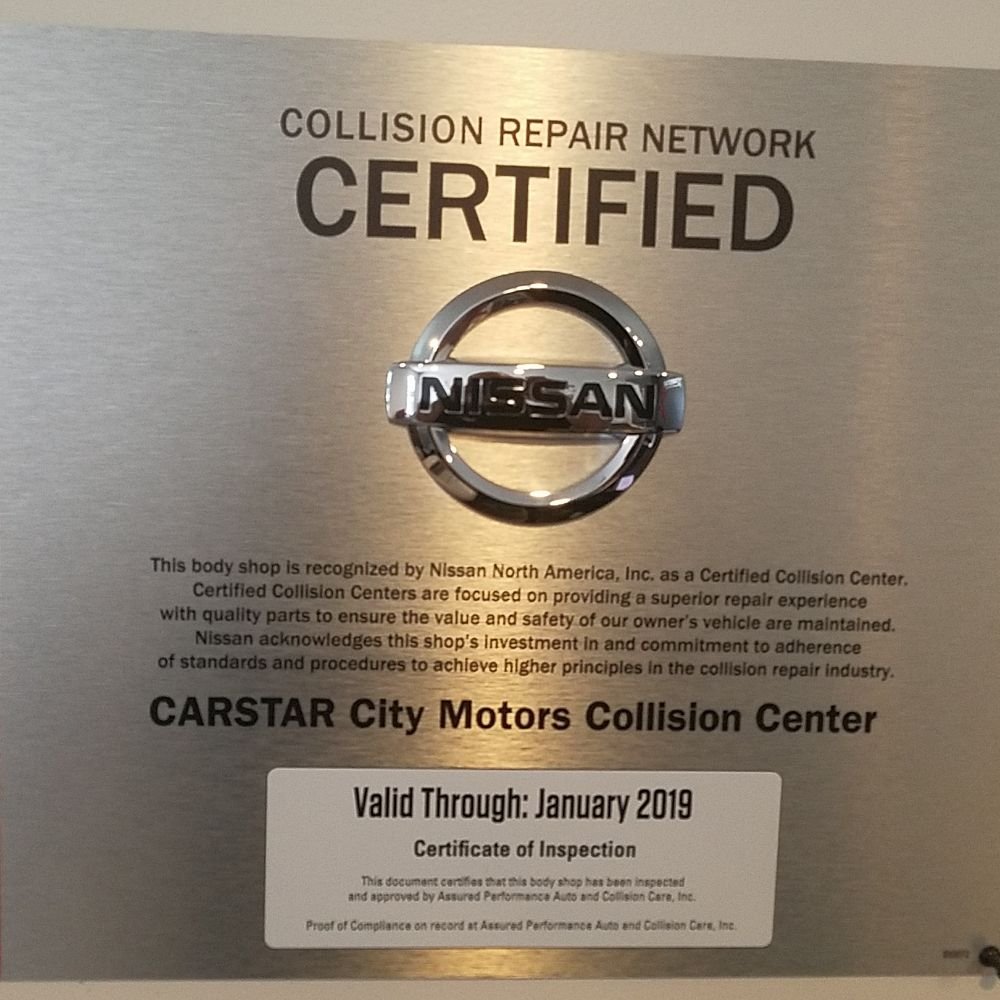 COLLISION REPAIR NETWORK
CERTIFIED
NISSAN
This body shop is recognized by Nissan North America, Inc. as a Certified Collision Center.
Certified Collision Centers are focused on providing a superior repair experience
with quality parts to ensure the value and safety of our owner's vehicle are maintained.
Nissan acknowledges this shop's investment in and commitment to adherence
of standards and procedures to achieve higher principles in the collision repair industry.
CARSTAR City Motors Collision Center
Valid Through: January 2019
Certificate of Inspection
This document certifies that this body shop has been inspected
and approved by Assured Performance Auto and Collision Care, Inc.
Proof of Compliance on record at Assured Performance Auto and Collision Care, Inc.